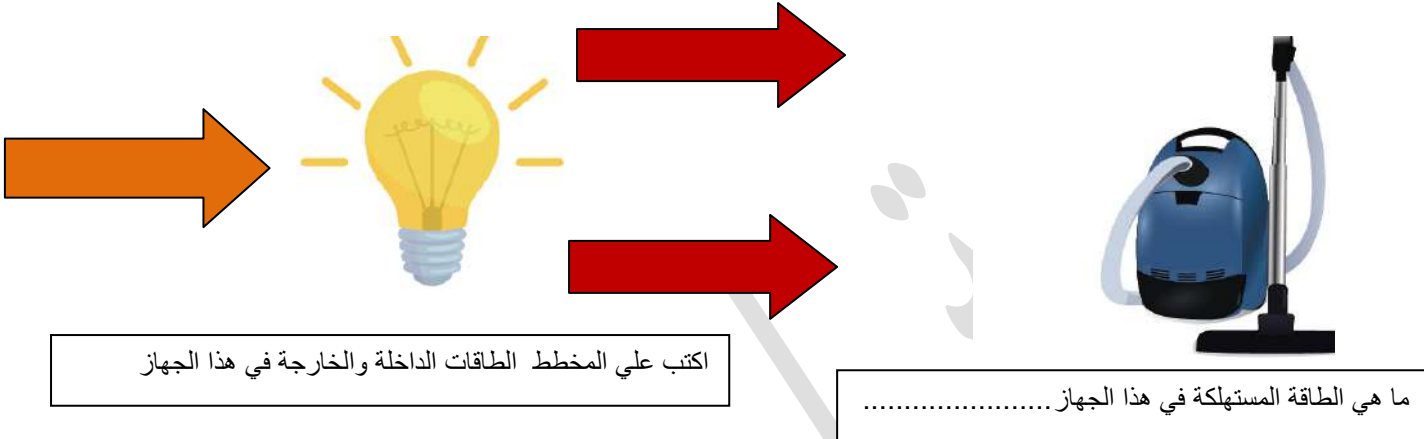 اكتب علي المخطط الطاقات الداخلة والخارجة في هذا الجهاز
ما هي الطاقة المستهلكة في هذا الجهاز.......................